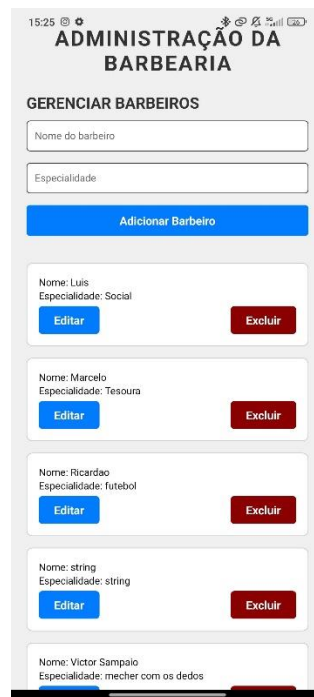 15:25
ADMINISTRAÇÃO DA
BARBEARIA
GERENCIAR BARBEIROS
Nome do barbeiro
Especialidade
Adicionar Barbeiro
Nome: Luis
Especialidade: Social
Editar Excluir
Nome: Marcelo
Especialidade: Tesoura
Editar Excluir
Nome: Ricardao
Especialidade: futebol
Editar Excluir
Nome: string
Especialidade: string
Editar Excluir
Nome: Victor Sampaio
Especialidade: mecher com os dedos